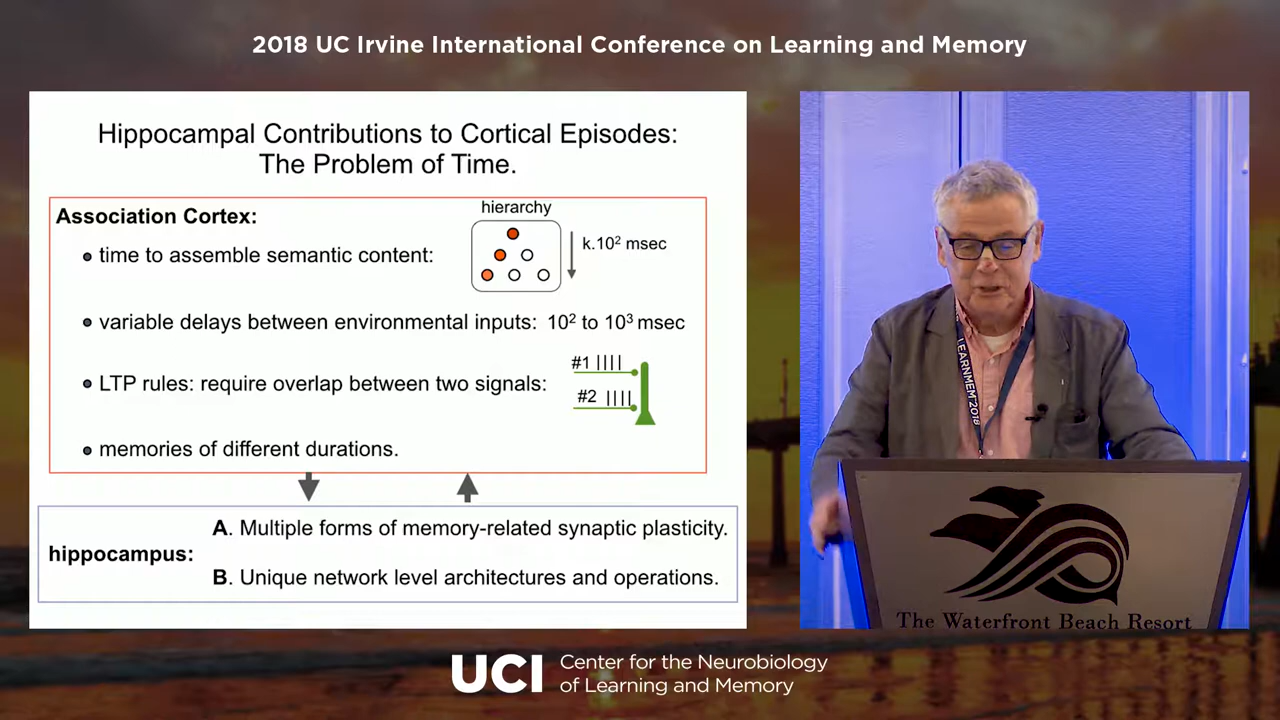 2018 UC Irvine International Conference on Learning and Memory
Hippocampal Contributions to Cortical Episodes:
The Problem of Time.
Association Cortex:
hierarchy
• time to assemble semantic content:
k.10² msec
• variable delays between environmental inputs: 10² to 10³ msec
• LTP rules: require overlap between two signals:
#1
#2
• memories of different durations.
hippocampus:
A. Multiple forms of memory-related synaptic plasticity.
B. Unique network level architectures and operations.
LEARNMEM 2018
The Waterfront Beach Resort
UCI Center for the Neurobiology
of Learning and Memory